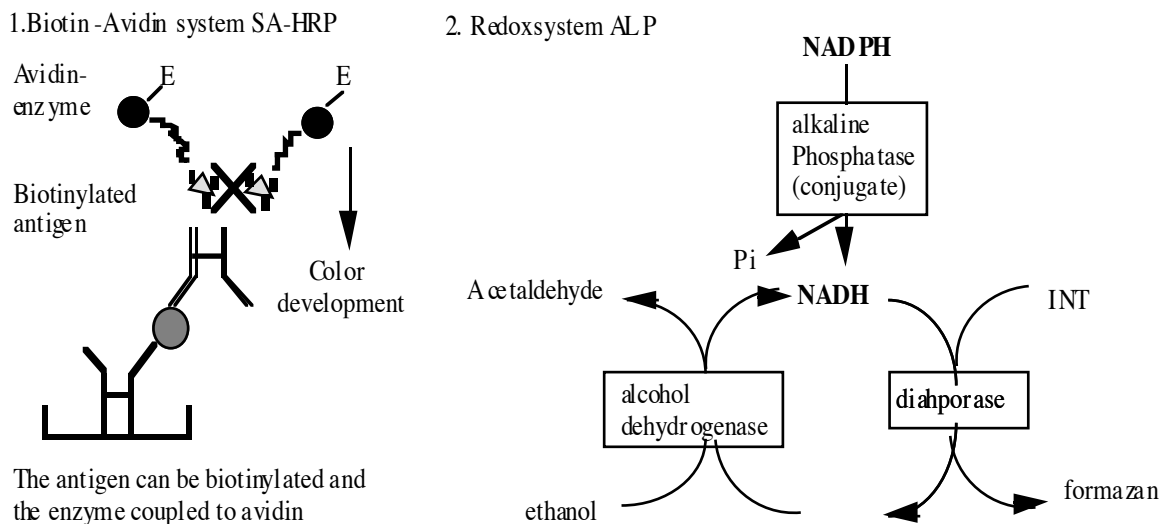 1.Biotin -Avidin system SA-HRP
Avidin-
enzyme
E
E
Biotinylated
antigen
Color
development
The antigen can be biotinylated and
the enzyme coupled to avidin
2. Redoxsystem ALP
NADPH
alkaline
Phosphatase
(conjugate)
Pi
Acetaldehyde
NADH
INT
alcohol
dehydrogenase
diahporase
ethanol
formazan